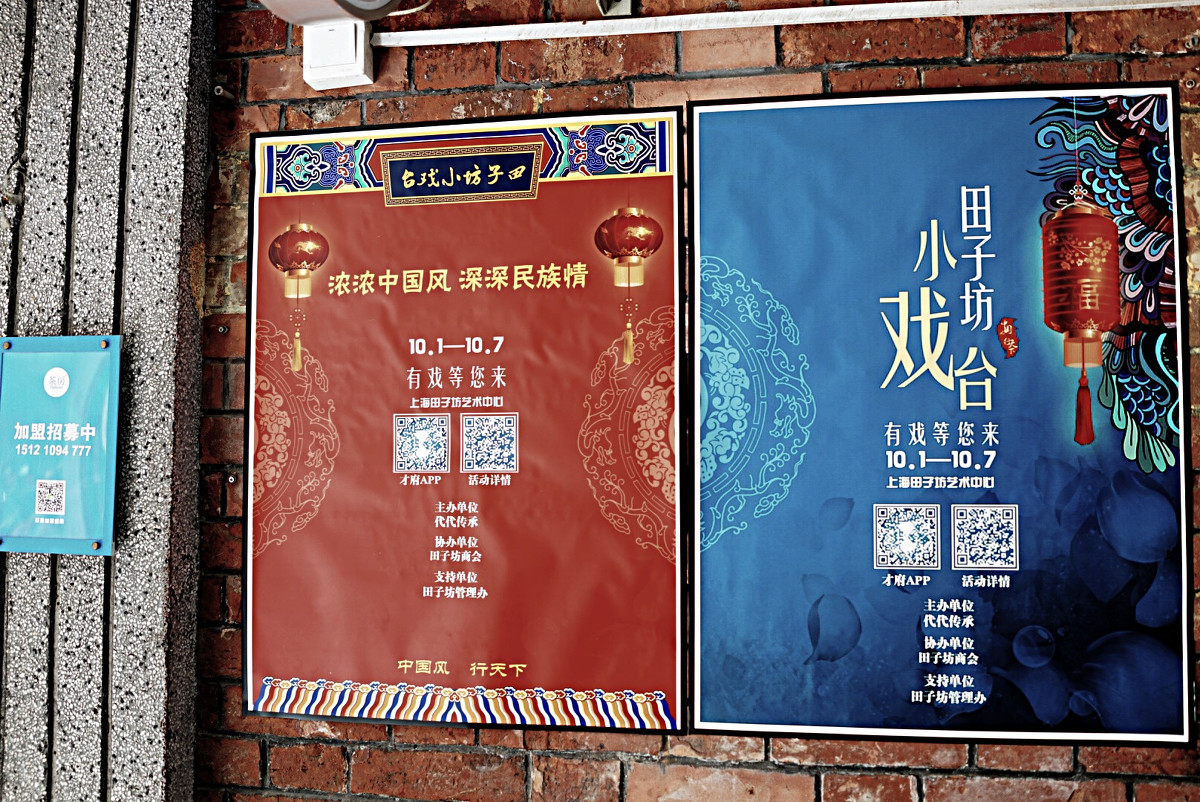 加盟招募中
1512 1094 777
台戏小坊子田
浓浓中国风 深深民族情
10.1—10.7
有戏等您来
上海田子坊艺术中心
才府APP 活动详情
主办单位
代代传承
协办单位
田子坊商会
支持单位
田子坊管理办
中国风 行天下
田子坊
小戏台
有戏等您来
10.1—10.7
上海田子坊艺术中心
才府APP 活动详情
主办单位
代代传承
协办单位
田子坊商会
支持单位
田子坊管理办
福